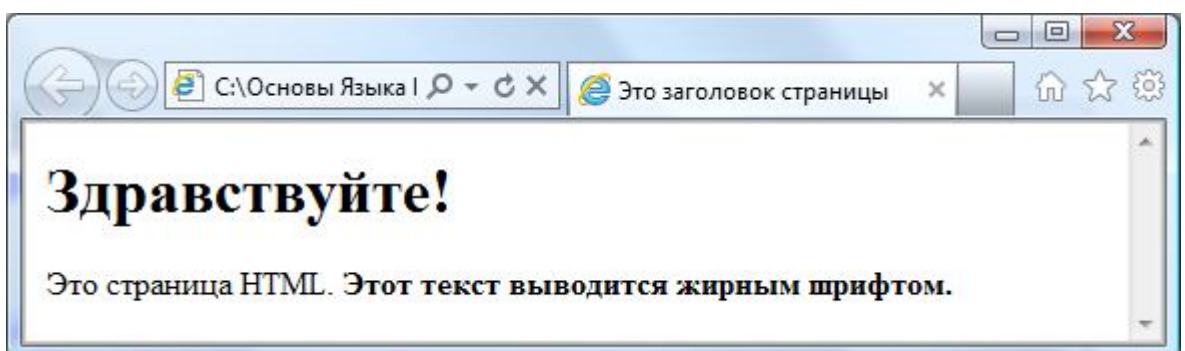 C:\Основы Языка
Это заголовок страницы
Здравствуйте!
Это страница HTML. Этот текст выводится жирным шрифтом.